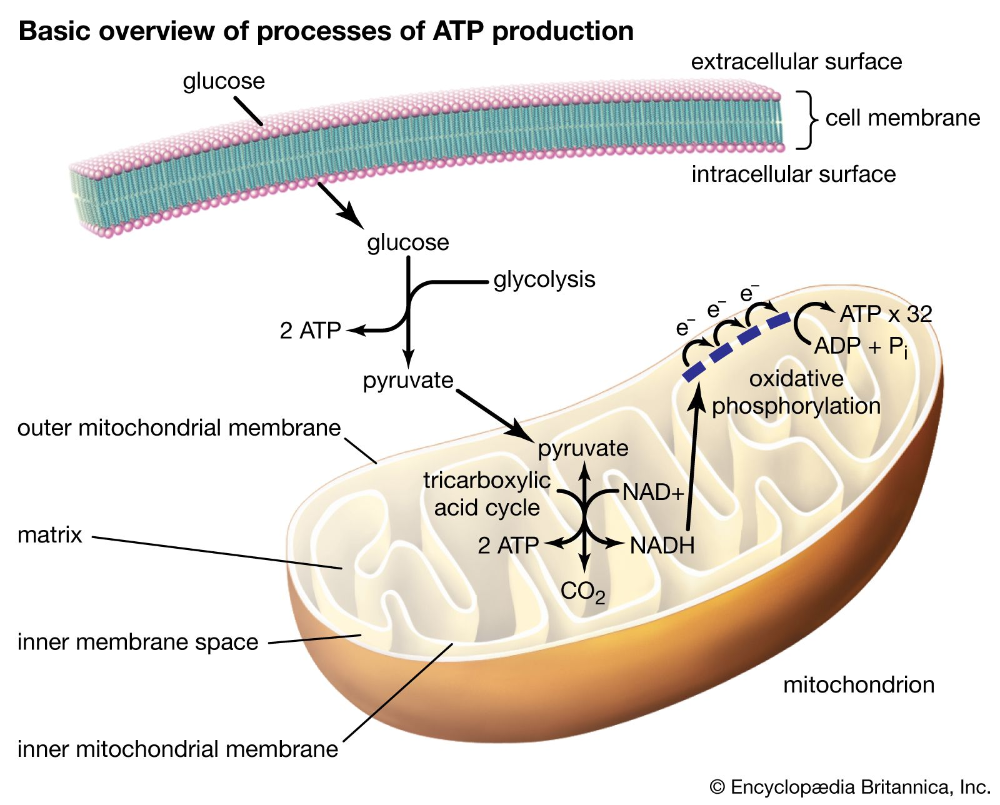 Basic overview of processes of ATP production
extracellular surface
glucose
cell membrane
intracellular surface
glucose
glycolysis
2 ATP
pyruvate
e⁻
e⁻
e⁻
ATP x 32
ADP + Pᵢ
oxidative
phosphorylation
outer mitochondrial membrane
pyruvate
tricarboxylic
acid cycle
NAD+
2 ATP
NADH
CO₂
matrix
inner membrane space
mitochondrion
inner mitochondrial membrane
© Encyclopædia Britannica, Inc.